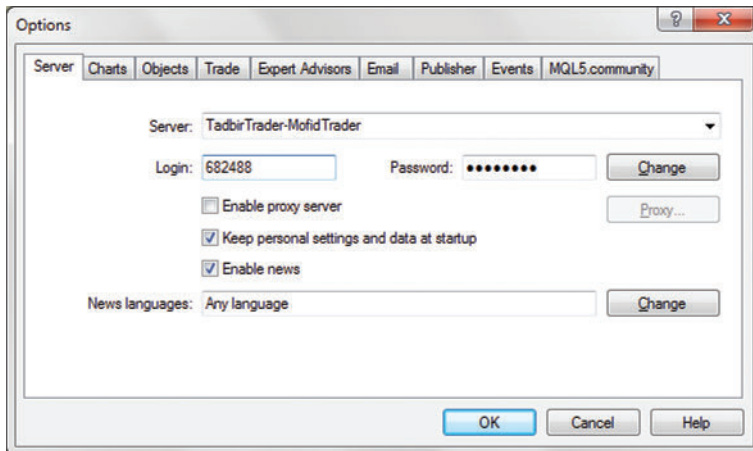 Options
Server Charts Objects Trade Expert Advisors Email Publisher Events MQL5.community
Server: TadbirTrader-MofidTrader
Login: 682488 Password: ●●●●●●●● Change
Enable proxy server Proxy...
Keep personal settings and data at startup
Enable news
News languages: Any language Change
OK Cancel Help